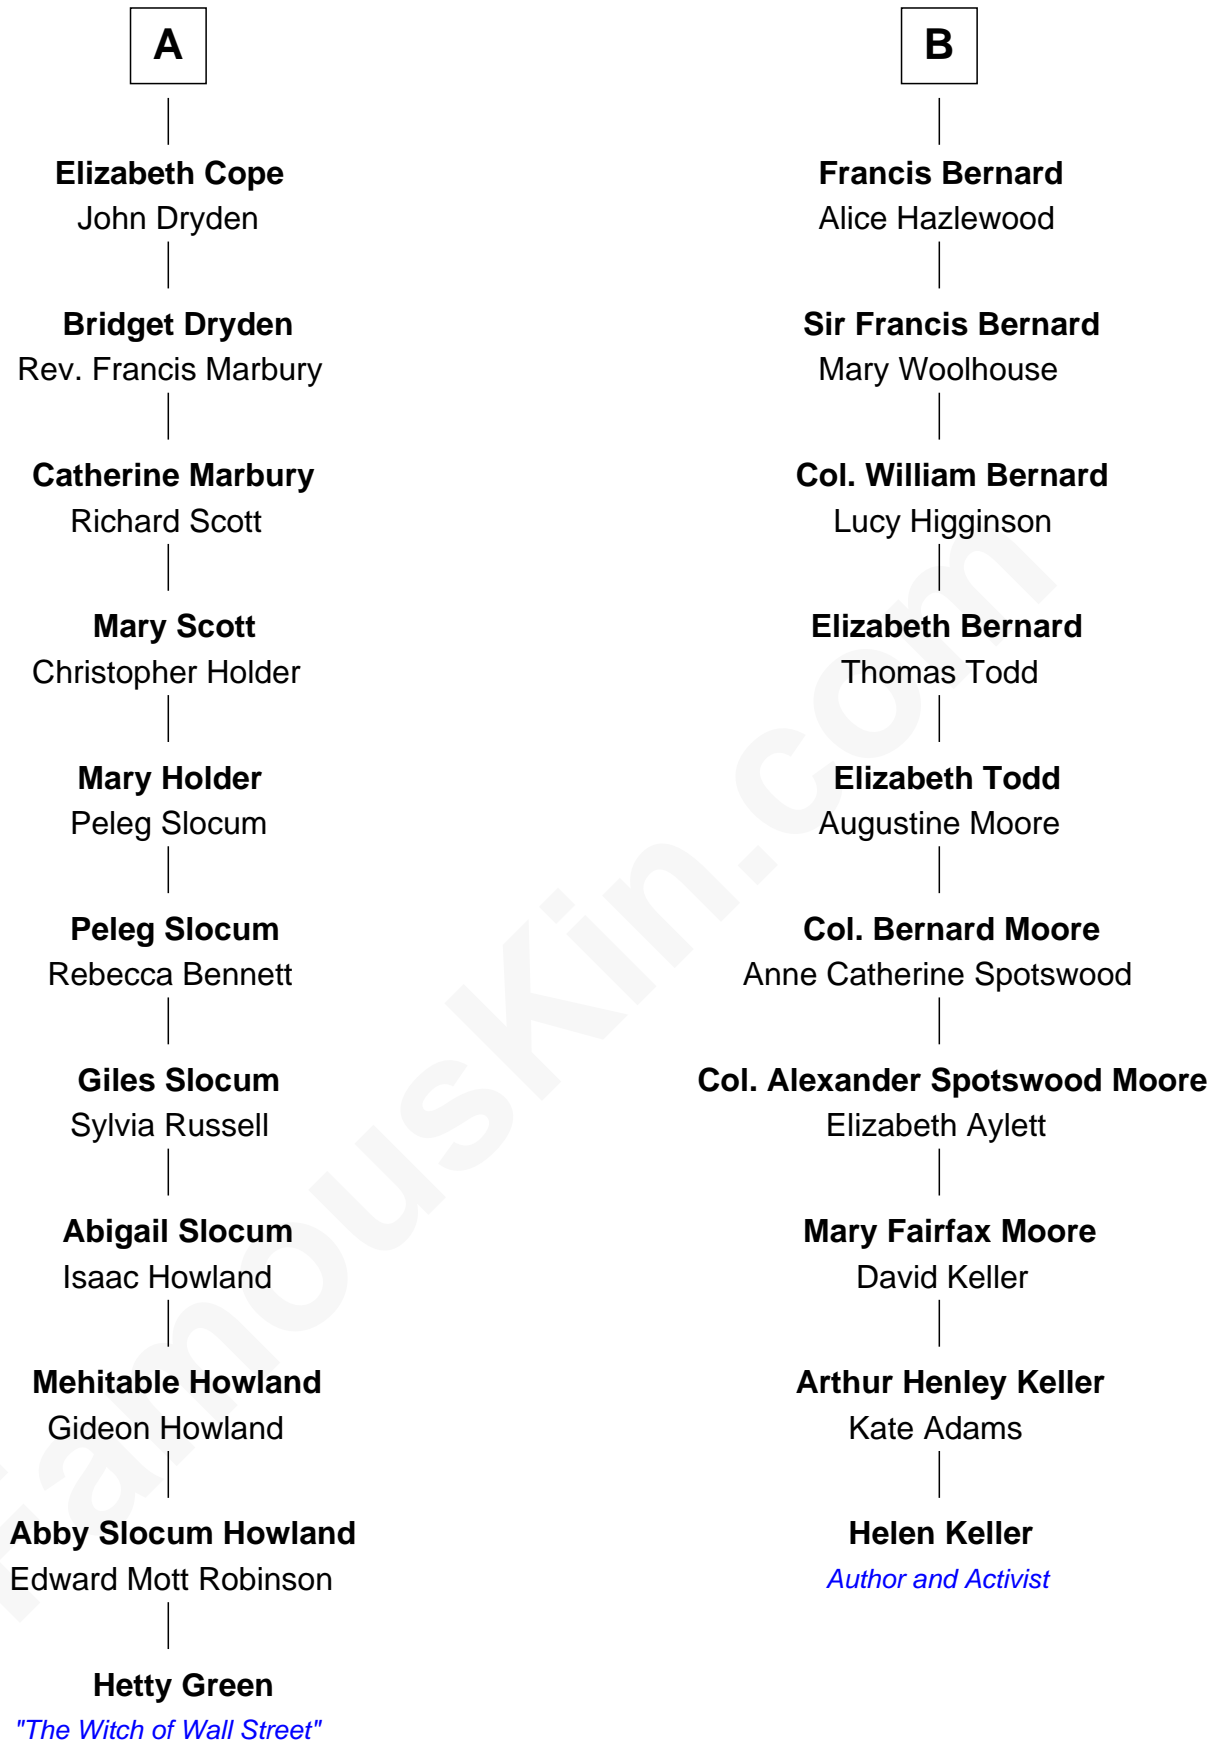 A
Elizabeth Cope
John Dryden
Bridget Dryden
Rev. Francis Marbury
Catherine Marbury
Richard Scott
Mary Scott
Christopher Holder
Mary Holder
Peleg Slocum
Peleg Slocum
Rebecca Bennett
Giles Slocum
Sylvia Russell
Abigail Slocum
Isaac Howland
Mehitable Howland
Gideon Howland
Abby Slocum Howland
Edward Mott Robinson
Hetty Green
"The Witch of Wall Street"
B
Francis Bernard
Alice Hazlewood
Sir Francis Bernard
Mary Woolhouse
Col. William Bernard
Lucy Higginson
Elizabeth Bernard
Thomas Todd
Elizabeth Todd
Augustine Moore
Col. Bernard Moore
Anne Catherine Spotswood
Col. Alexander Spotswood Moore
Elizabeth Aylett
Mary Fairfax Moore
David Keller
Arthur Henley Keller
Kate Adams
Helen Keller
Author and Activist
FamousKin.com